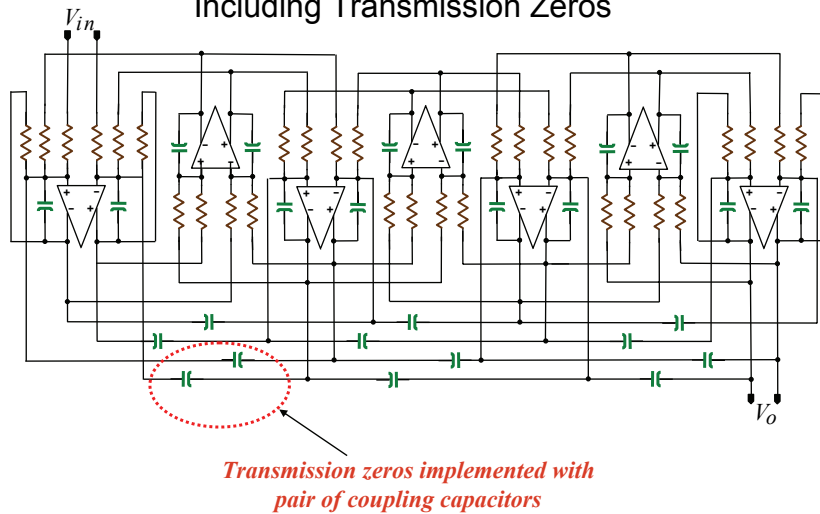 Including Transmission Zeros
Vin
Vo
Transmission zeros implemented with
pair of coupling capacitors